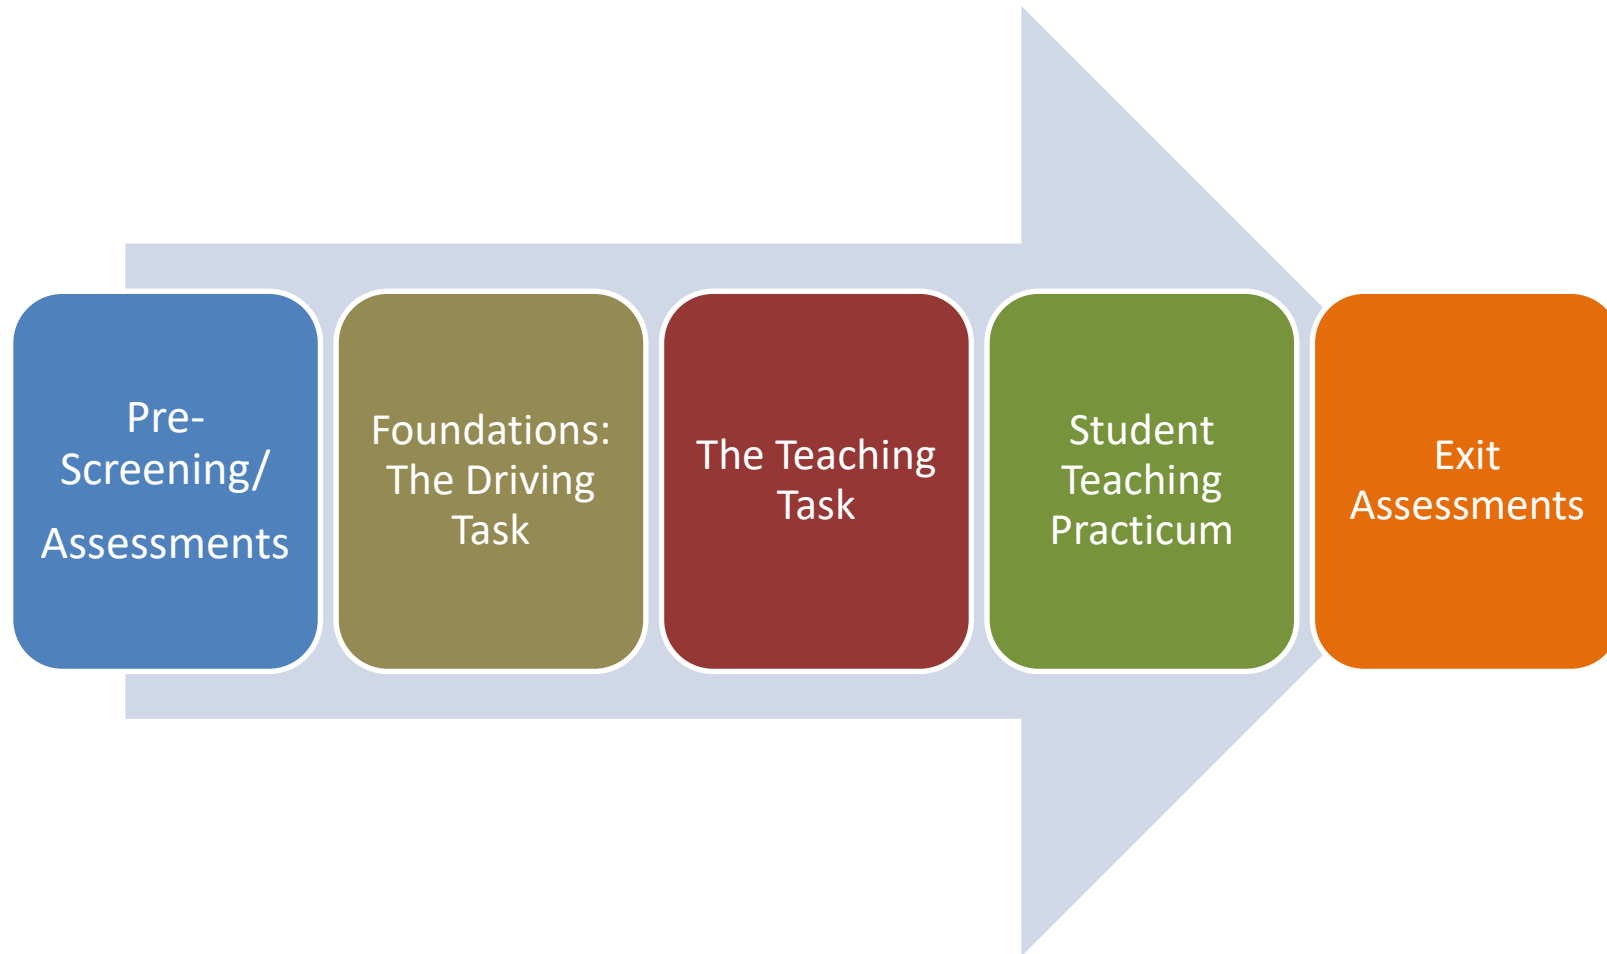 Pre-
Screening/
Assessments
Foundations:
The Driving
Task
The Teaching
Task
Student
Teaching
Practicum
Exit
Assessments